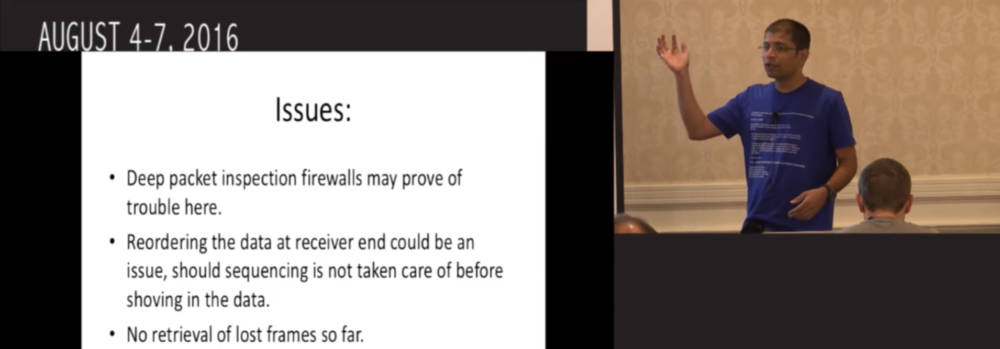 AUGUST 4-7, 2016
Issues:
• Deep packet inspection firewalls may prove of
trouble here.
• Reordering the data at receiver end could be an
issue, should sequencing is not taken care of before
shoving in the data.
• No retrieval of lost frames so far.